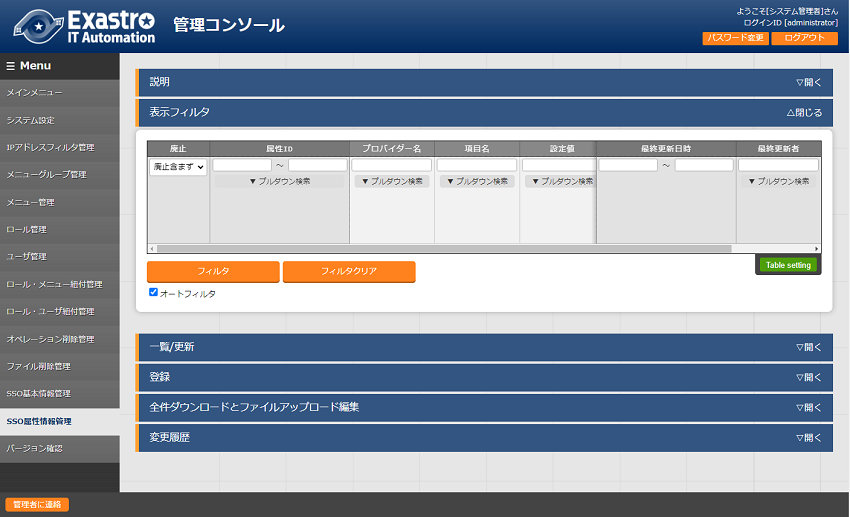 Exastro
IT Automation
管理コンソール
ようこそ[システム管理者]さん
ログインID [administrator]
パスワード変更
ログアウト
☰ Menu
メインメニュー
システム設定
IPアドレスフィルタ管理
メニューグループ管理
メニュー管理
ロール管理
ユーザ管理
ロール・メニュー紐付管理
ロール・ユーザ紐付管理
オペレーション削除管理
ファイル削除管理
SSO基本情報管理
SSO属性情報管理
バージョン確認
説明
▽開く
表示フィルタ
△閉じる
廃止 属性ID プロバイダー名 項目名 設定値 最終更新日時 最終更新者
廃止含まず ～ ～
▼ プルダウン検索 ▼ プルダウン検索 ▼ プルダウン検索 ▼ プルダウン検索 ▼ プルダウン検索
フィルタ
フィルタクリア
Table setting
オートフィルタ
一覧/更新
▽開く
登録
▽開く
全件ダウンロードとファイルアップロード編集
▽開く
変更履歴
▽開く
管理者に連絡